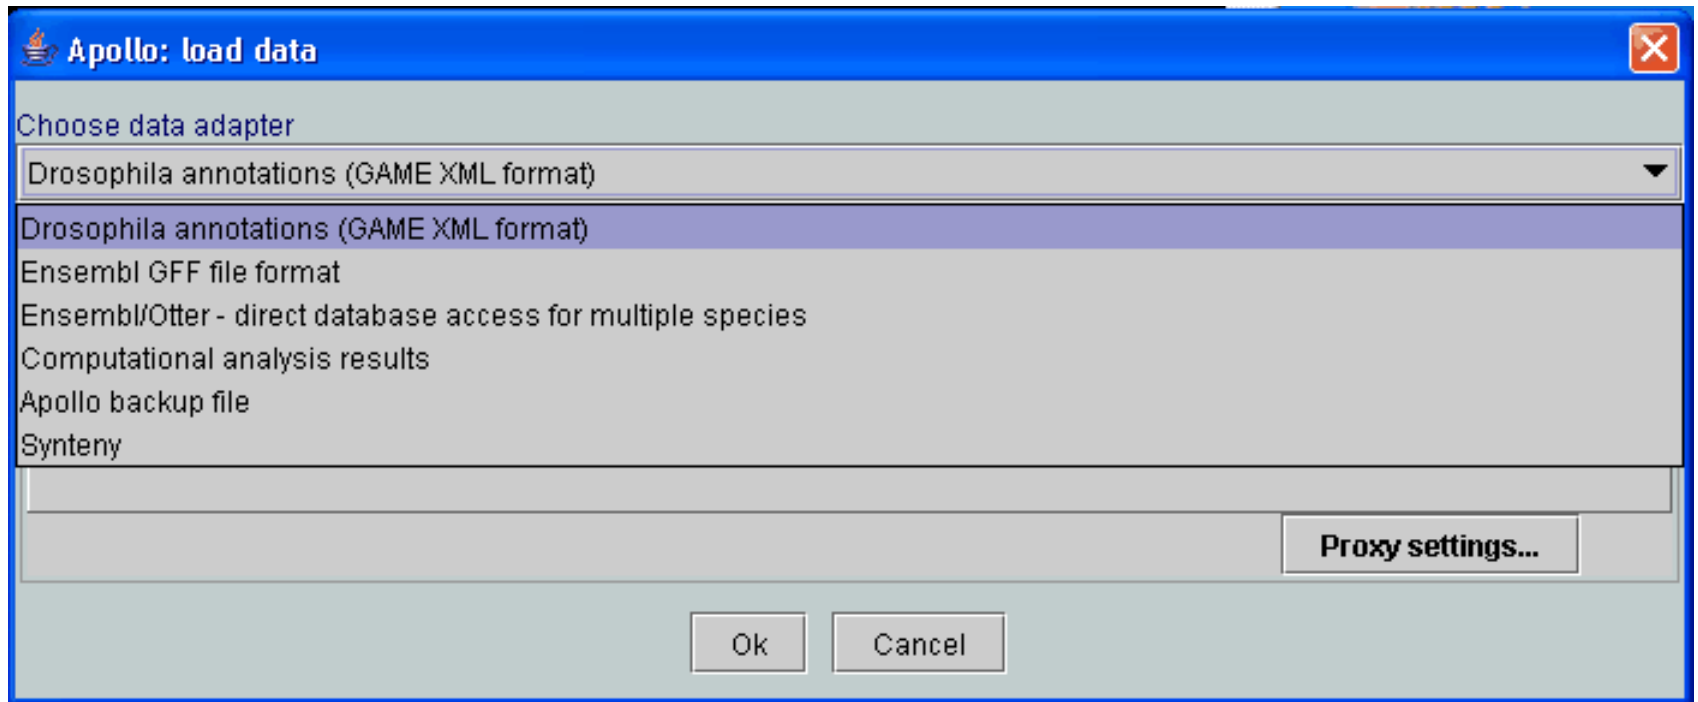 Apollo: load data
Choose data adapter
Drosophila annotations (GAME XML format)
Drosophila annotations (GAME XML format)
Ensembl GFF file format
Ensembl/Otter - direct database access for multiple species
Computational analysis results
Apollo backup file
Synteny
Proxy settings...
Ok Cancel